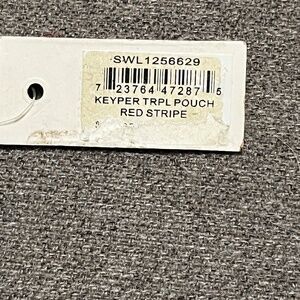 SWL1256629
7 23764 47287 5
KEYPER TRPL POUCH
RED STRIPE